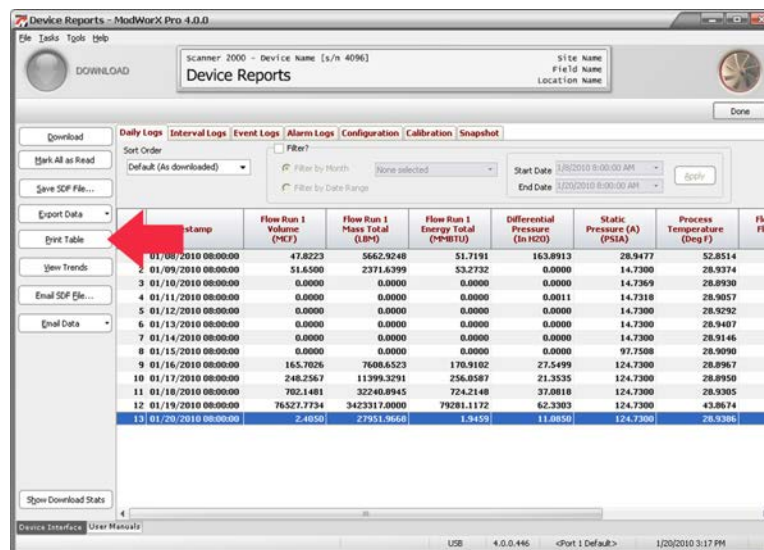 Device Reports - ModWorX Pro 4.0.0
File Tasks Tools Help
DOWNLOAD
Scanner 2000 - Device Name [s/n 4096]
Device Reports
Site Name
Field Name
Location Name
Done
Download
Mark All as Read
Save SDF File...
Export Data
Print Table
View Trends
Email SDF File...
Email Data
Show Download Stats
Daily Logs Interval Logs Event Logs Alarm Logs Configuration Calibration Snapshot
Sort Order
Default (As downloaded)
Filter?
Filter by Month None selected
Filter by Date Range
Start Date 1/8/2010 8:00:00 AM
End Date 1/20/2010 8:00:00 AM
Apply
estamp Flow Run 1 Volume (MCF) Flow Run 1 Mass Total (LBM) Flow Run 1 Energy Total (MMBTU) Differential Pressure (In H2O) Static Pressure (A) (PSIA) Process Temperature (Deg F)
01/08/2010 08:00:00 47.8223 5662.9248 51.7191 163.8913 28.9477 52.8514
2 01/09/2010 08:00:00 51.6500 2371.6399 53.2732 0.0000 14.7300 28.9374
3 01/10/2010 08:00:00 0.0000 0.0000 0.0000 0.0000 14.7369 28.8930
4 01/11/2010 08:00:00 0.0000 0.0000 0.0000 0.0011 14.7318 28.9057
5 01/12/2010 08:00:00 0.0000 0.0000 0.0000 0.0000 14.7300 28.9292
6 01/13/2010 08:00:00 0.0000 0.0000 0.0000 0.0000 14.7300 28.9407
7 01/14/2010 08:00:00 0.0000 0.0000 0.0000 0.0000 14.7300 28.9146
8 01/15/2010 08:00:00 0.0000 0.0000 0.0000 0.0000 97.7508 28.9090
9 01/16/2010 08:00:00 165.7026 7608.6523 170.9102 27.5499 124.7300 28.8967
10 01/17/2010 08:00:00 248.2567 11399.3291 256.0587 21.3535 124.7300 28.8950
11 01/18/2010 08:00:00 702.1481 32240.8945 724.2148 37.0818 124.7300 28.9305
12 01/19/2010 08:00:00 76527.7734 3423317.0000 79281.1172 62.3303 124.7300 43.8674
13 01/20/2010 08:00:00 2.4050 27951.9668 1.9459 11.0850 124.7300 28.9386
Device Interface User Manuals
USB 4.0.0.446 <Port 1 Default> 1/20/2010 3:17 PM